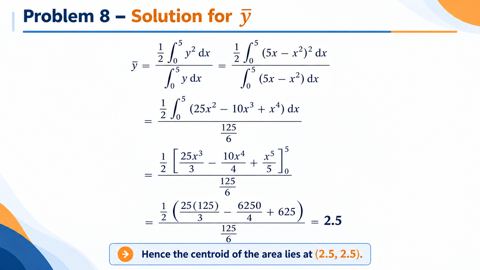 Problem 8 – Solution for ȳ
ȳ = (1/2 ∫₀⁵ y² dx) / (∫₀⁵ y dx) = (1/2 ∫₀⁵ (5x − x²)² dx) / (∫₀⁵ (5x − x²) dx)
= (1/2 ∫₀⁵ (25x² − 10x³ + x⁴) dx) / (125/6)
= (1/2 [25x³/3 − 10x⁴/4 + x⁵/5]₀⁵) / (125/6)
= (1/2 (25(125)/3 − 6250/4 + 625)) / (125/6) = 2.5
Hence the centroid of the area lies at (2.5, 2.5).